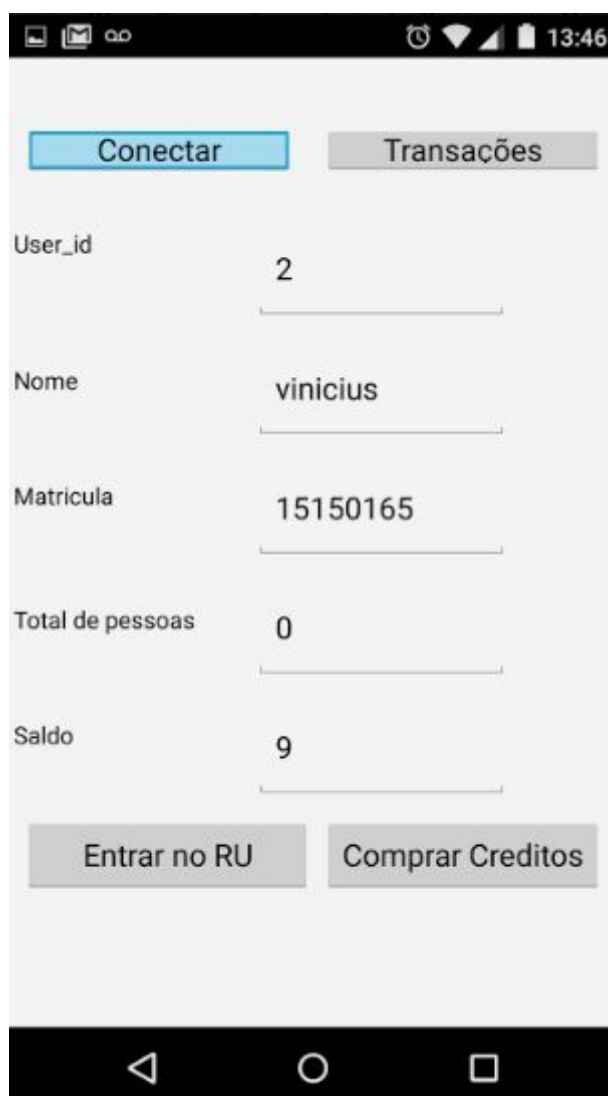 13:46
Conectar Transações
User_id
2
Nome
vinicius
Matricula
15150165
Total de pessoas
0
Saldo
9
Entrar no RU Comprar Creditos